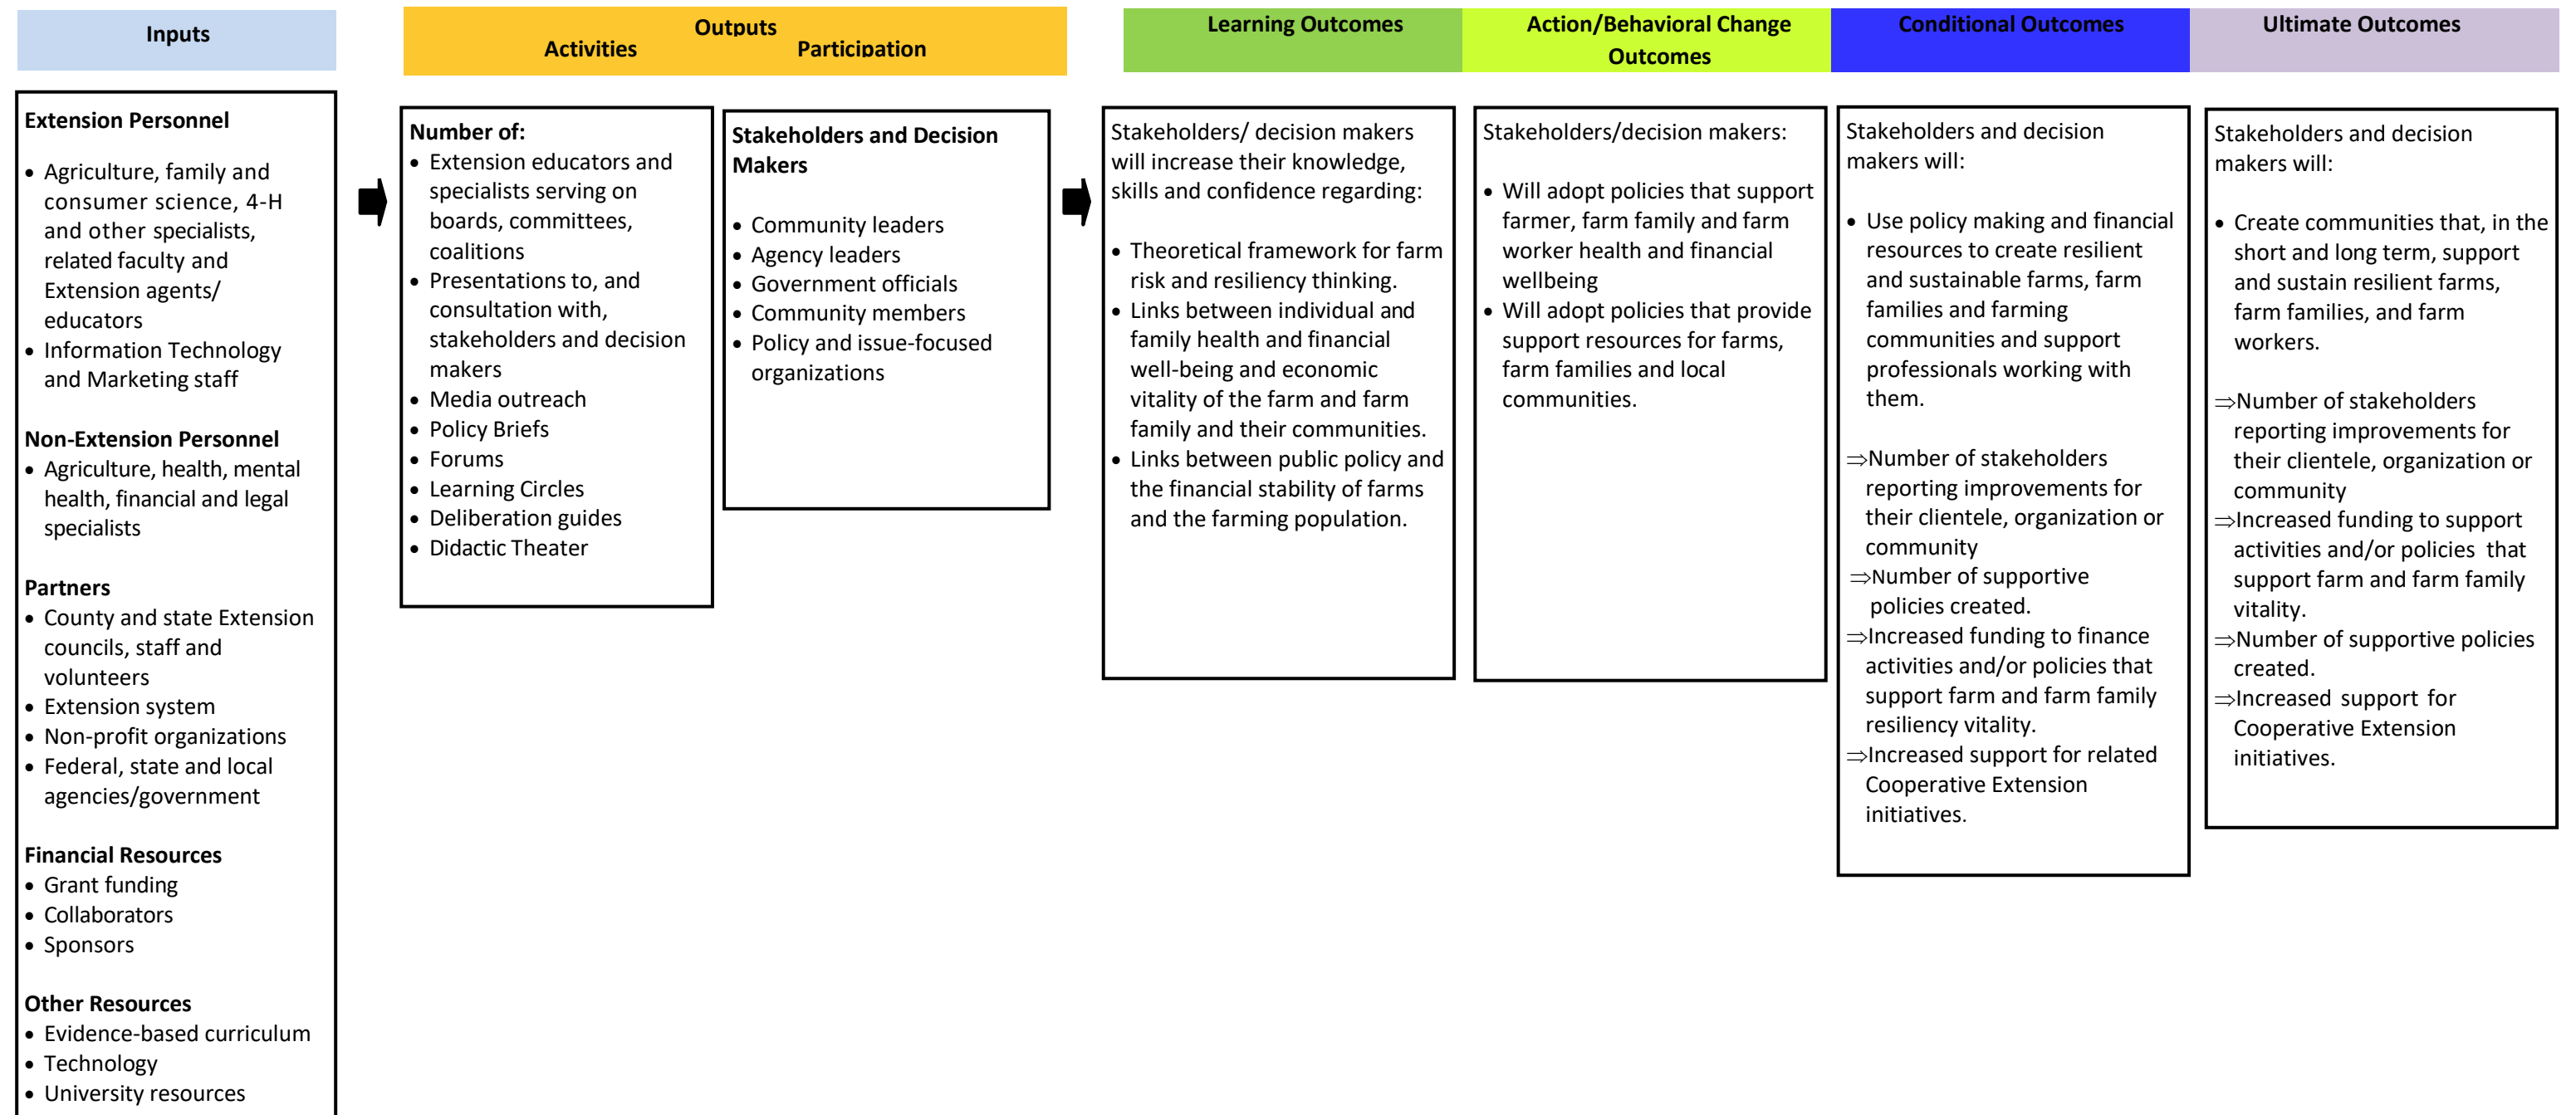 Inputs
Extension Personnel
• Agriculture, family and
consumer science, 4-H
and other specialists,
related faculty and
Extension agents/
educators
• Information Technology
and Marketing staff
Non-Extension Personnel
• Agriculture, health, mental
health, financial and legal
specialists
Partners
• County and state Extension
councils, staff and
volunteers
• Extension system
• Non-profit organizations
• Federal, state and local
agencies/government
Financial Resources
• Grant funding
• Collaborators
• Sponsors
Other Resources
• Evidence-based curriculum
• Technology
• University resources
Outputs
Activities Participation
Number of:
• Extension educators and
specialists serving on
boards, committees,
coalitions
• Presentations to, and
consultation with,
stakeholders and decision
makers
• Media outreach
• Policy Briefs
• Forums
• Learning Circles
• Deliberation guides
• Didactic Theater
Stakeholders and Decision
Makers
• Community leaders
• Agency leaders
• Government officials
• Community members
• Policy and issue-focused
organizations
Learning Outcomes
Stakeholders/ decision makers
will increase their knowledge,
skills and confidence regarding:
• Theoretical framework for farm
risk and resiliency thinking.
• Links between individual and
family health and financial
well-being and economic
vitality of the farm and farm
family and their communities.
• Links between public policy and
the financial stability of farms
and the farming population.
Action/Behavioral Change
Outcomes
Stakeholders/decision makers:
• Will adopt policies that support
farmer, farm family and farm
worker health and financial
wellbeing
• Will adopt policies that provide
support resources for farms,
farm families and local
communities.
Conditional Outcomes
Stakeholders and decision
makers will:
• Use policy making and financial
resources to create resilient
and sustainable farms, farm
families and farming
communities and support
professionals working with
them.
⇒Number of stakeholders
reporting improvements for
their clientele, organization or
community
⇒Number of supportive
policies created.
⇒Increased funding to finance
activities and/or policies that
support farm and farm family
resiliency vitality.
⇒Increased support for related
Cooperative Extension
initiatives.
Ultimate Outcomes
Stakeholders and decision
makers will:
• Create communities that, in the
short and long term, support
and sustain resilient farms,
farm families, and farm
workers.
⇒Number of stakeholders
reporting improvements for
their clientele, organization or
community
⇒Increased funding to support
activities and/or policies that
support farm and farm family
vitality.
⇒Number of supportive policies
created.
⇒Increased support for
Cooperative Extension
initiatives.